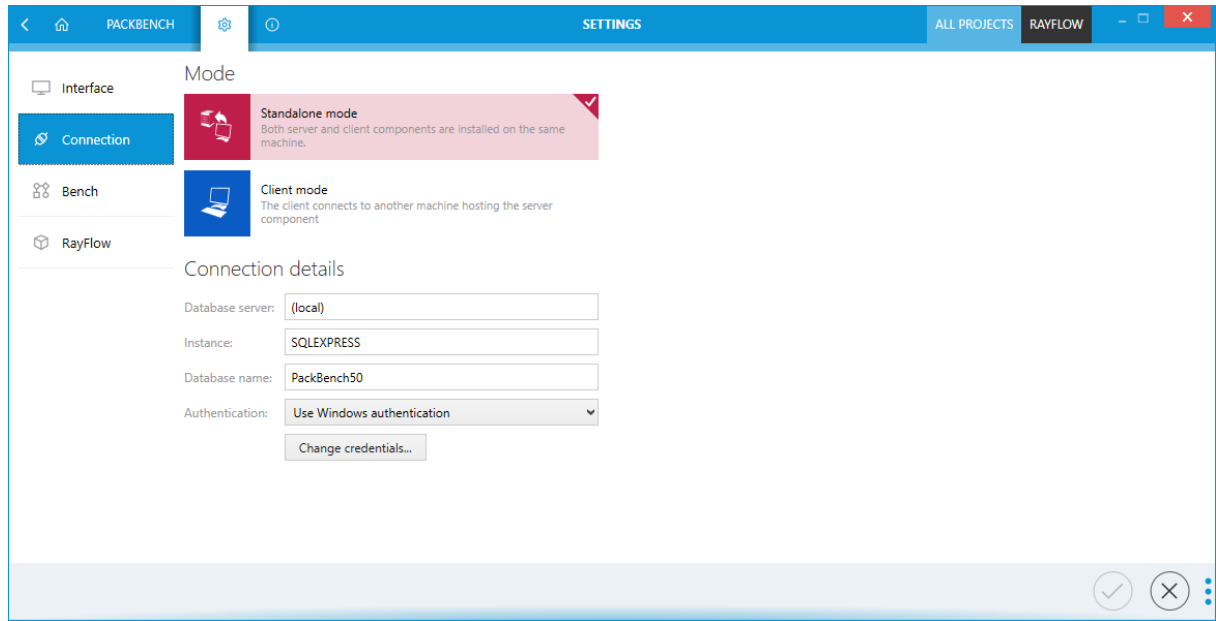 PACKBENCH
SETTINGS
ALL PROJECTS
RAYFLOW
Interface
Connection
Bench
RayFlow
Mode
Standalone mode
Both server and client components are installed on the same
machine.
Client mode
The client connects to another machine hosting the server
component
Connection details
Database server: (local)
Instance: SQLEXPRESS
Database name: PackBench50
Authentication: Use Windows authentication
Change credentials...